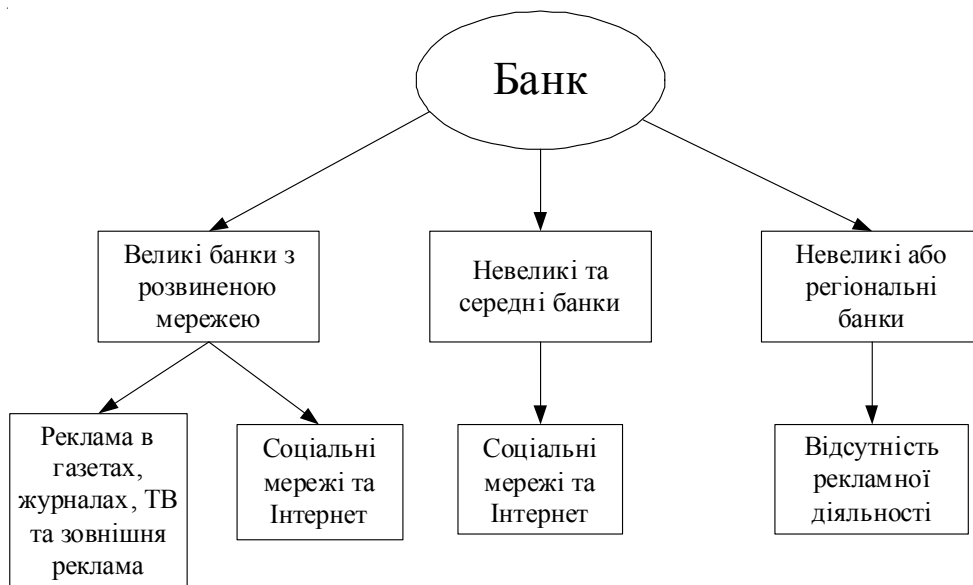 Банк
Великі банки з
розвиненою
мережею
Невеликі та
середні банки
Невеликі або
регіональні
банки
Реклама в
газетах,
журналах, ТВ
та зовнішня
реклама
Соціальні
мережі та
Інтернет
Соціальні
мережі та
Інтернет
Відсутність
рекламної
діяльності